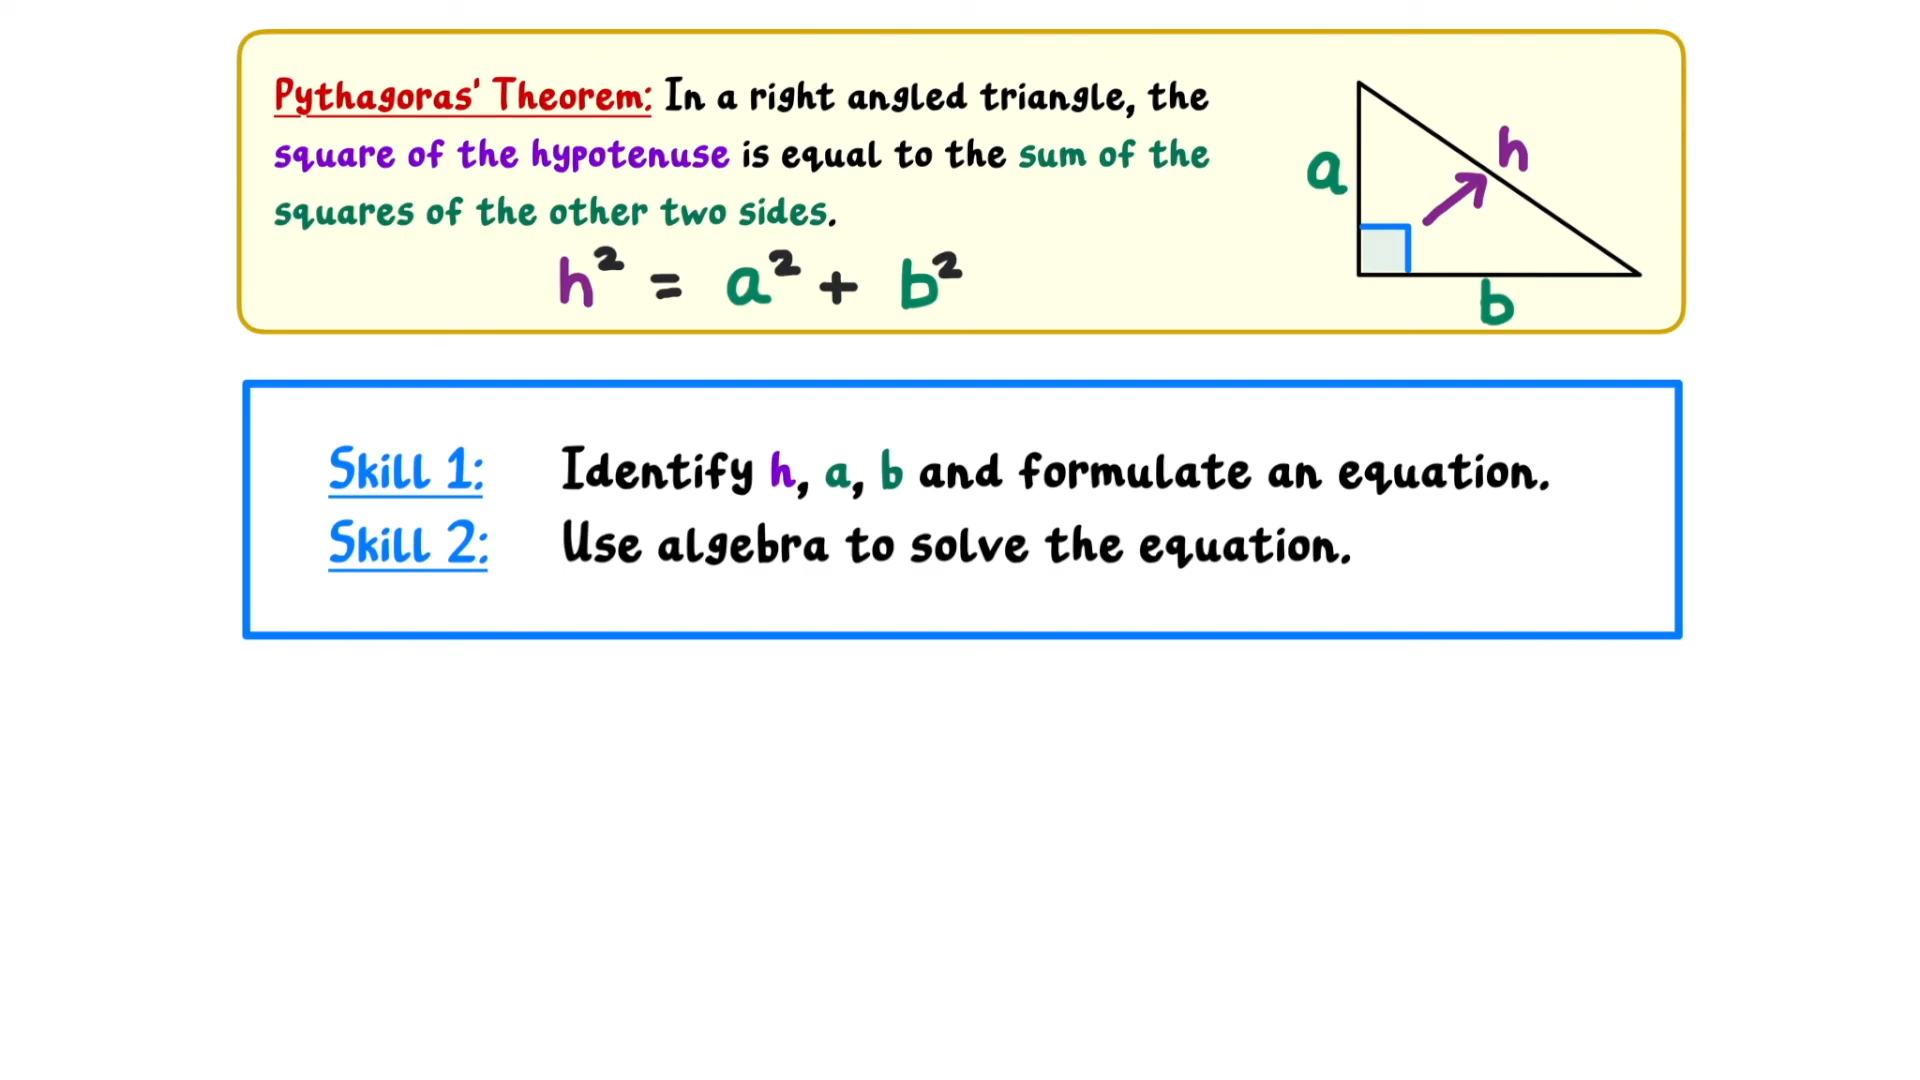 Pythagoras' Theorem: In a right angled triangle, the
square of the hypotenuse is equal to the sum of the
squares of the other two sides.
h² = a² + b²
a
h
b
Skill 1: Identify h, a, b and formulate an equation.
Skill 2: Use algebra to solve the equation.